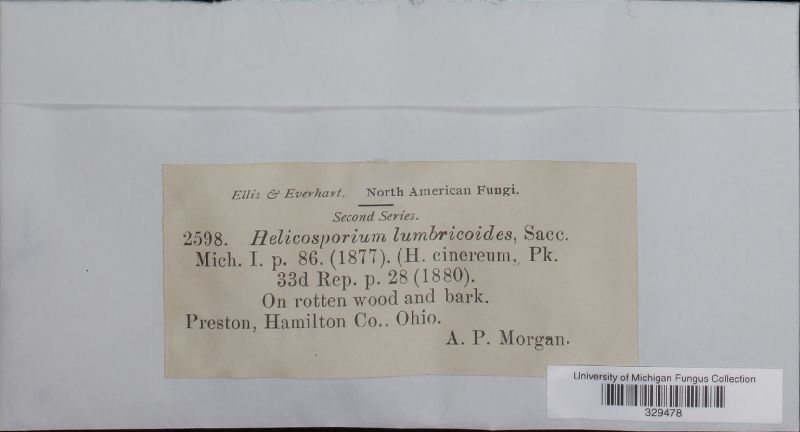 Ellis & Everhart. North American Fungi.
Second Series.
2598. Helicosporium lumbricoides, Sacc.
Mich. I. p. 86. (1877). (H. cinereum, Pk.
33d Rep. p. 28 (1880).
On rotten wood and bark.
Preston, Hamilton Co., Ohio.
A. P. Morgan.
University of Michigan Fungus Collection
329478